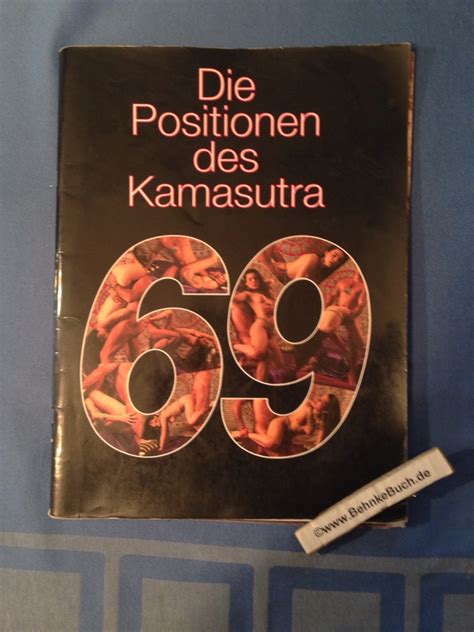 Die
Positionen
des
Kamasutra
69
©www.BehnkeBuch.de